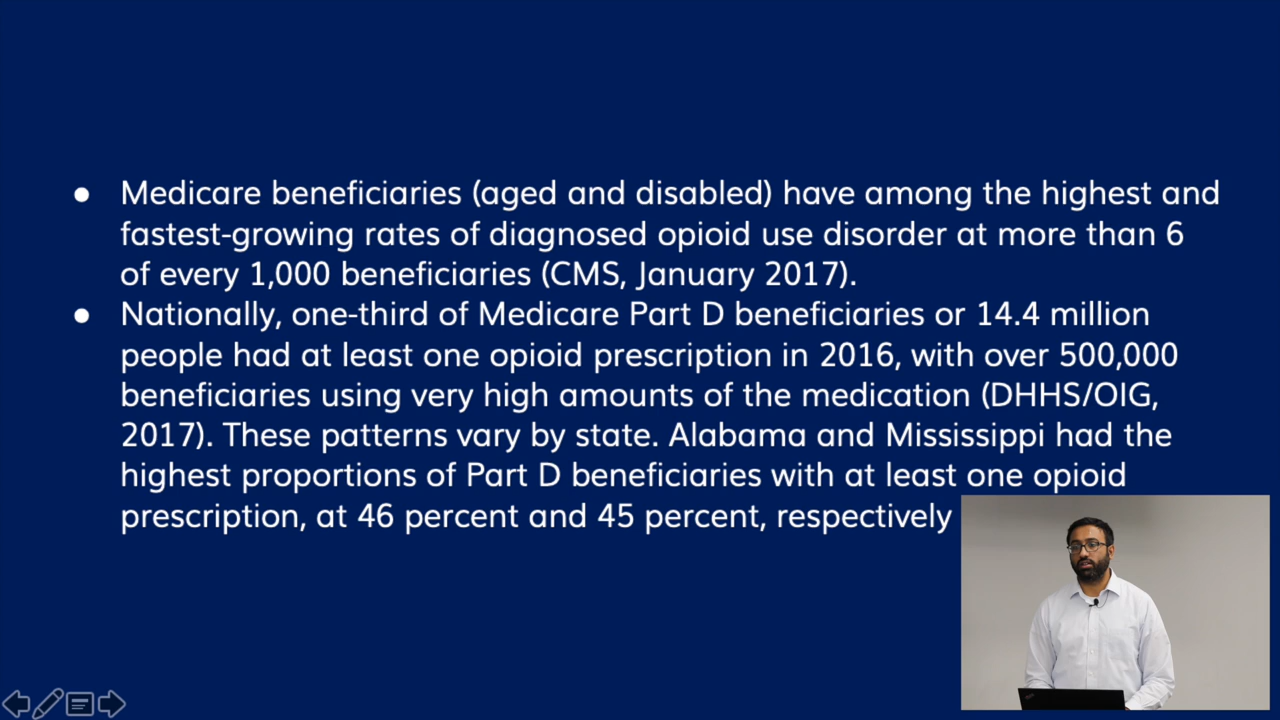 ● Medicare beneficiaries (aged and disabled) have among the highest and
fastest-growing rates of diagnosed opioid use disorder at more than 6
of every 1,000 beneficiaries (CMS, January 2017).
● Nationally, one-third of Medicare Part D beneficiaries or 14.4 million
people had at least one opioid prescription in 2016, with over 500,000
beneficiaries using very high amounts of the medication (DHHS/OIG,
2017). These patterns vary by state. Alabama and Mississippi had the
highest proportions of Part D beneficiaries with at least one opioid
prescription, at 46 percent and 45 percent, respectively